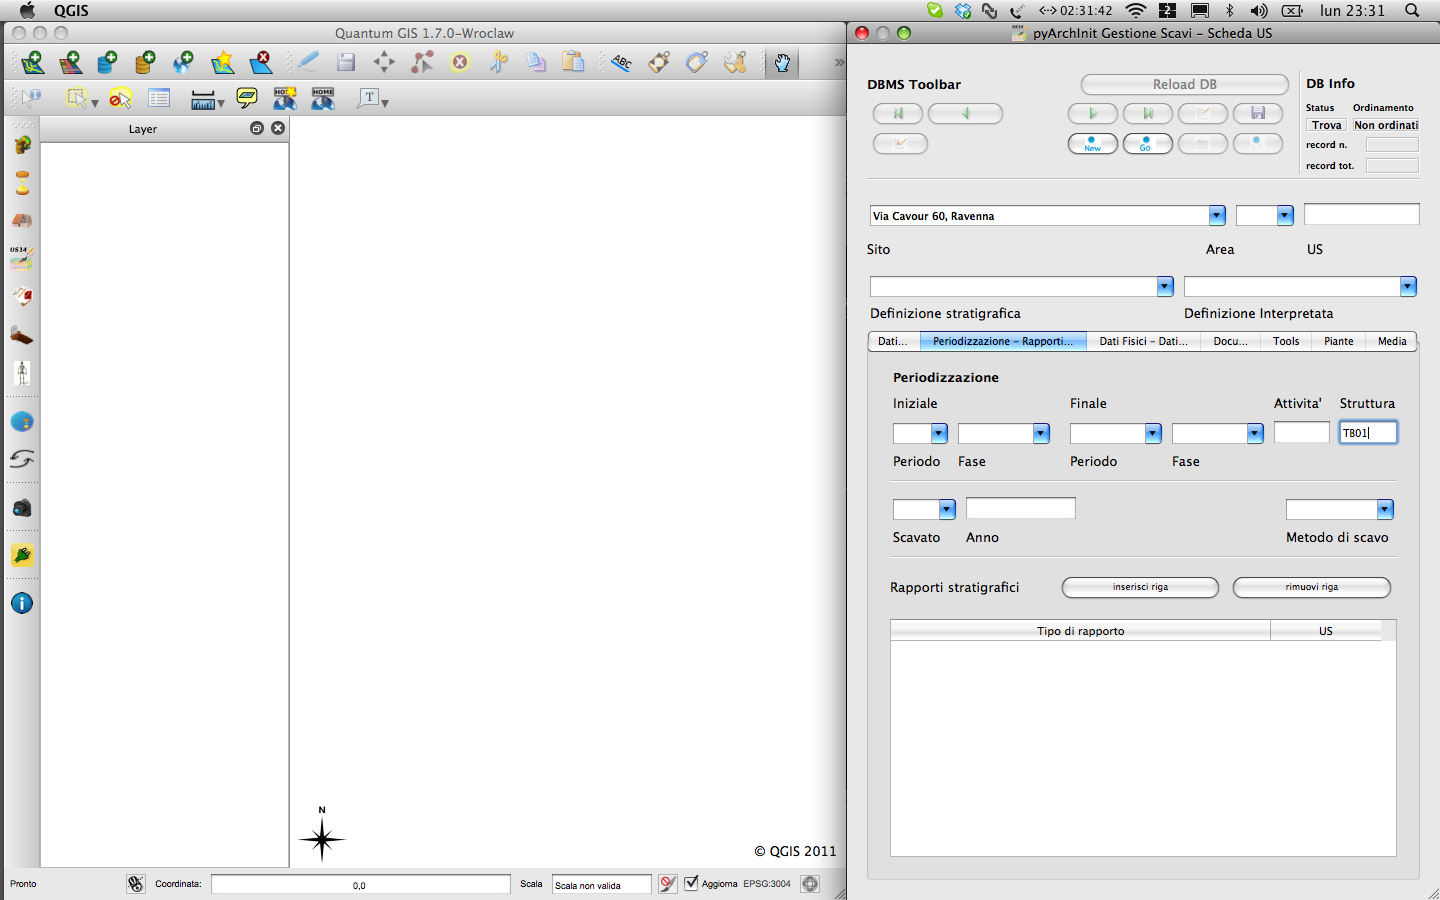 QGIS
02:31:42
2
lun 23:31
Quantum GIS 1.7.0-Wroclaw
pyArchInit Gestione Scavi - Scheda US
ABC
HOME
T
Layer
US14
N
© QGIS 2011
Pronto
Coordinata:
0,0
Scala
Scala non valida
Aggiorna
EPSG:3004
DBMS Toolbar
Reload DB
New
Go
DB Info
Status
Ordinamento
Trova
Non ordinati
record n.
record tot.
Via Cavour 60, Ravenna
Sito
Area
US
Definizione stratigrafica
Definizione Interpretata
Dati...
Periodizzazione - Rapporti...
Dati Fisici - Dati...
Docu...
Tools
Piante
Media
Periodizzazione
Iniziale
Finale
Attivita'
Struttura
TB01
Periodo
Fase
Periodo
Fase
Scavato
Anno
Metodo di scavo
Rapporti stratigrafici
inserisci riga
rimuovi riga
Tipo di rapporto
US